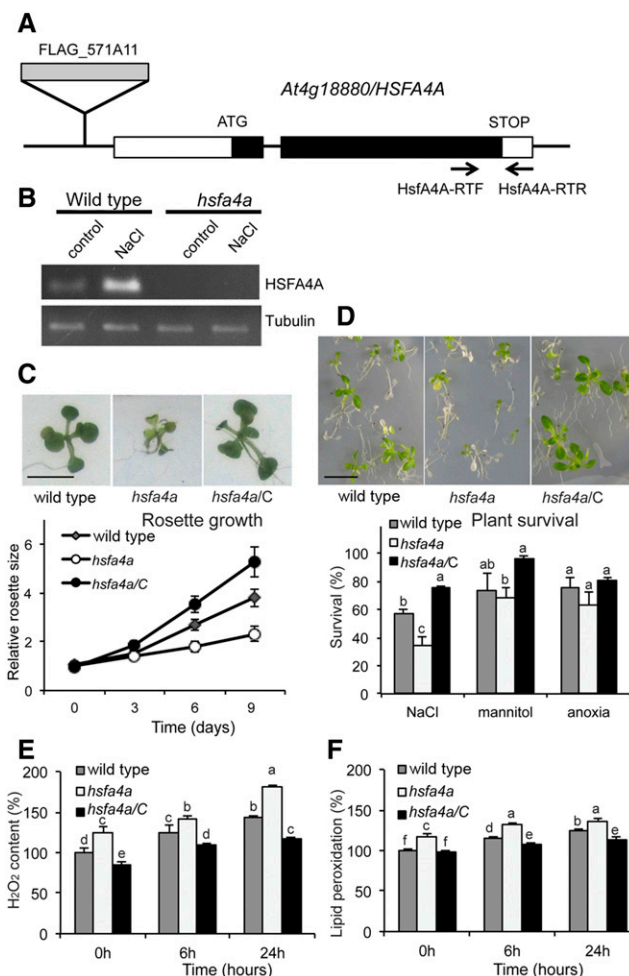 A
FLAG_571A11
At4g18880/HSFA4A
ATG
STOP
HsfA4A-RTF
HsfA4A-RTR
B
Wild type
hsfa4a
control
NaCl
control
NaCl
HSFA4A
Tubulin
C
wild type
hsfa4a
hsfa4a/C
Rosette growth
wild type
hsfa4a
hsfa4a/C
Relative rosette size
6
4
2
0
0 3 6 9
Time (days)
D
wild type
hsfa4a
hsfa4a/C
Plant survival
wild type
hsfa4a
hsfa4a/C
Survival (%)
100
80
60
40
20
0
b c a
ab b a
a a a
NaCl mannitol anoxia
E
wild type
hsfa4a
hsfa4a/C
H2O2 content (%)
200
150
100
50
d c e
c b d
b a c
0h 6h 24h
Time (hours)
F
wild type
hsfa4a
hsfa4a/C
Lipid peroxidation (%)
200
150
100
50
0
f c f
d a e
b a e
0h 6h 24h
Time (hours)